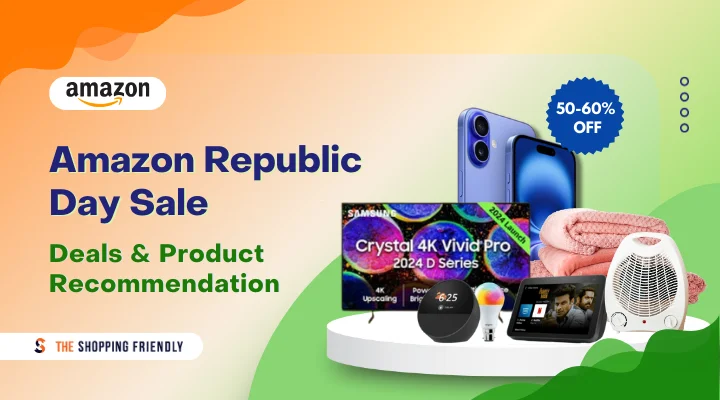 amazon
50-60%
OFF
Amazon Republic
Day Sale
Deals & Product
Recommendation
SAMSUNG
2024 Launch
Crystal 4K Vivid Pro
2024 D Series
4K
Upscaling
6:25
THE SHOPPING FRIENDLY